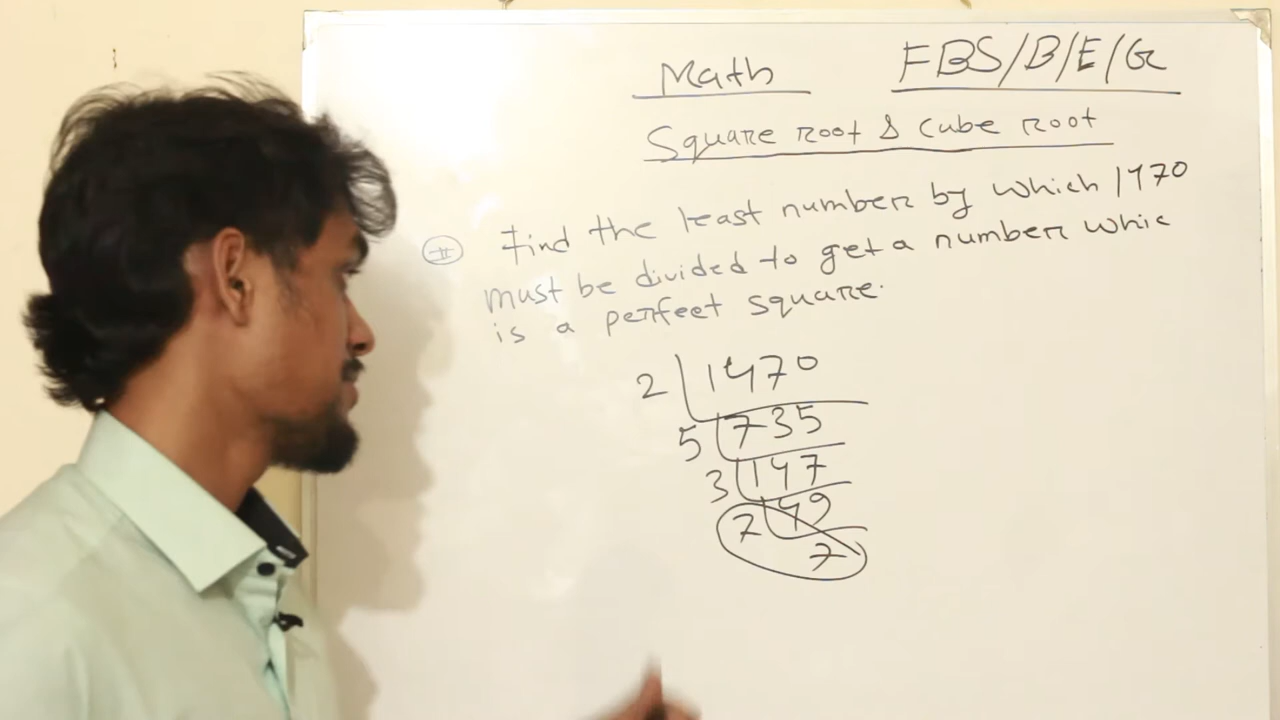 Math FBS/B/E/G
Square root & Cube root
Find the least number by which 1470
must be divided to get a number whic
is a perfect square.
2 1470
5 735
3 147
7 49
7